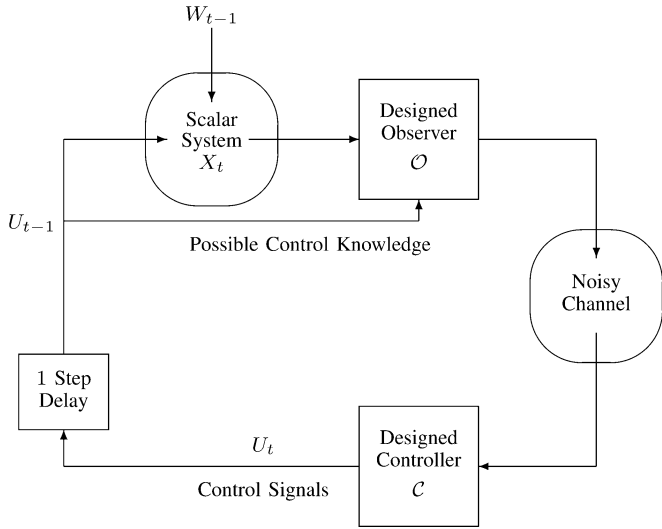 W_{t−1}
Scalar
System
X_t
Designed
Observer
𝒪
U_{t−1}
Possible Control Knowledge
Noisy
Channel
1 Step
Delay
U_t
Control Signals
Designed
Controller
𝒞